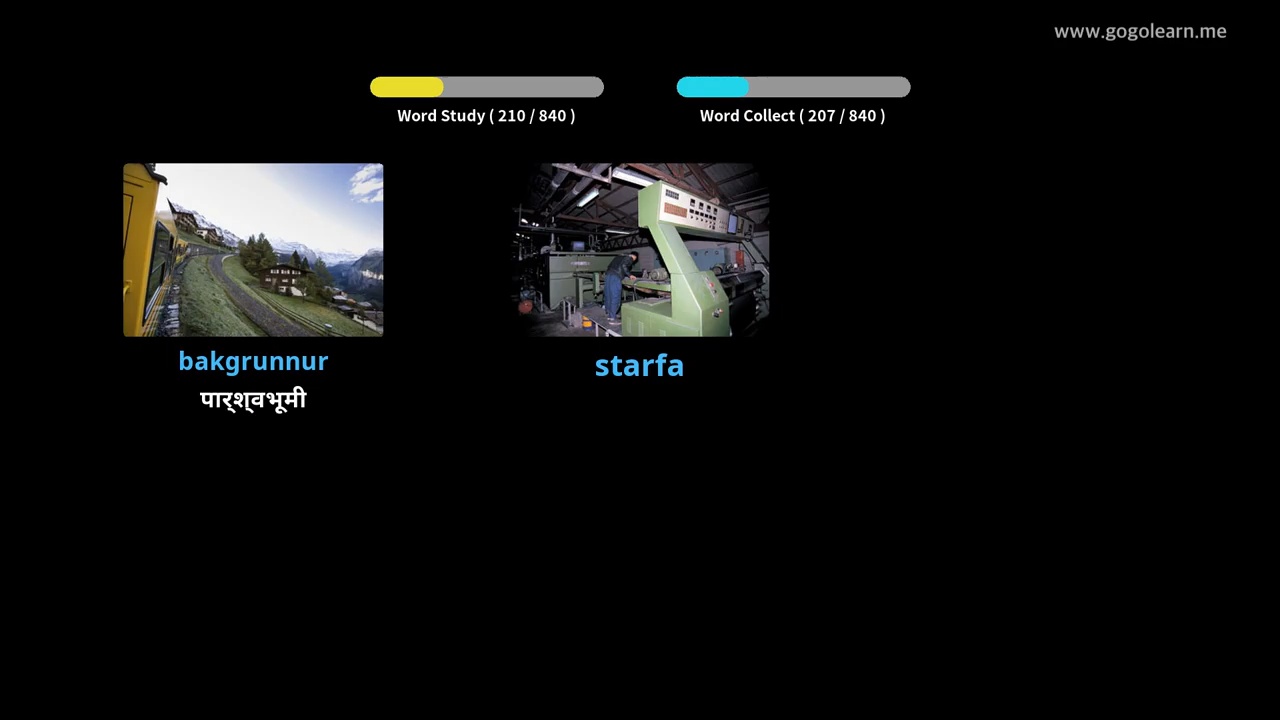 www.gogolearn.me
Word Study ( 210 / 840 )
Word Collect ( 207 / 840 )
bakgrunnur
पार्श्वभूमी
starfa